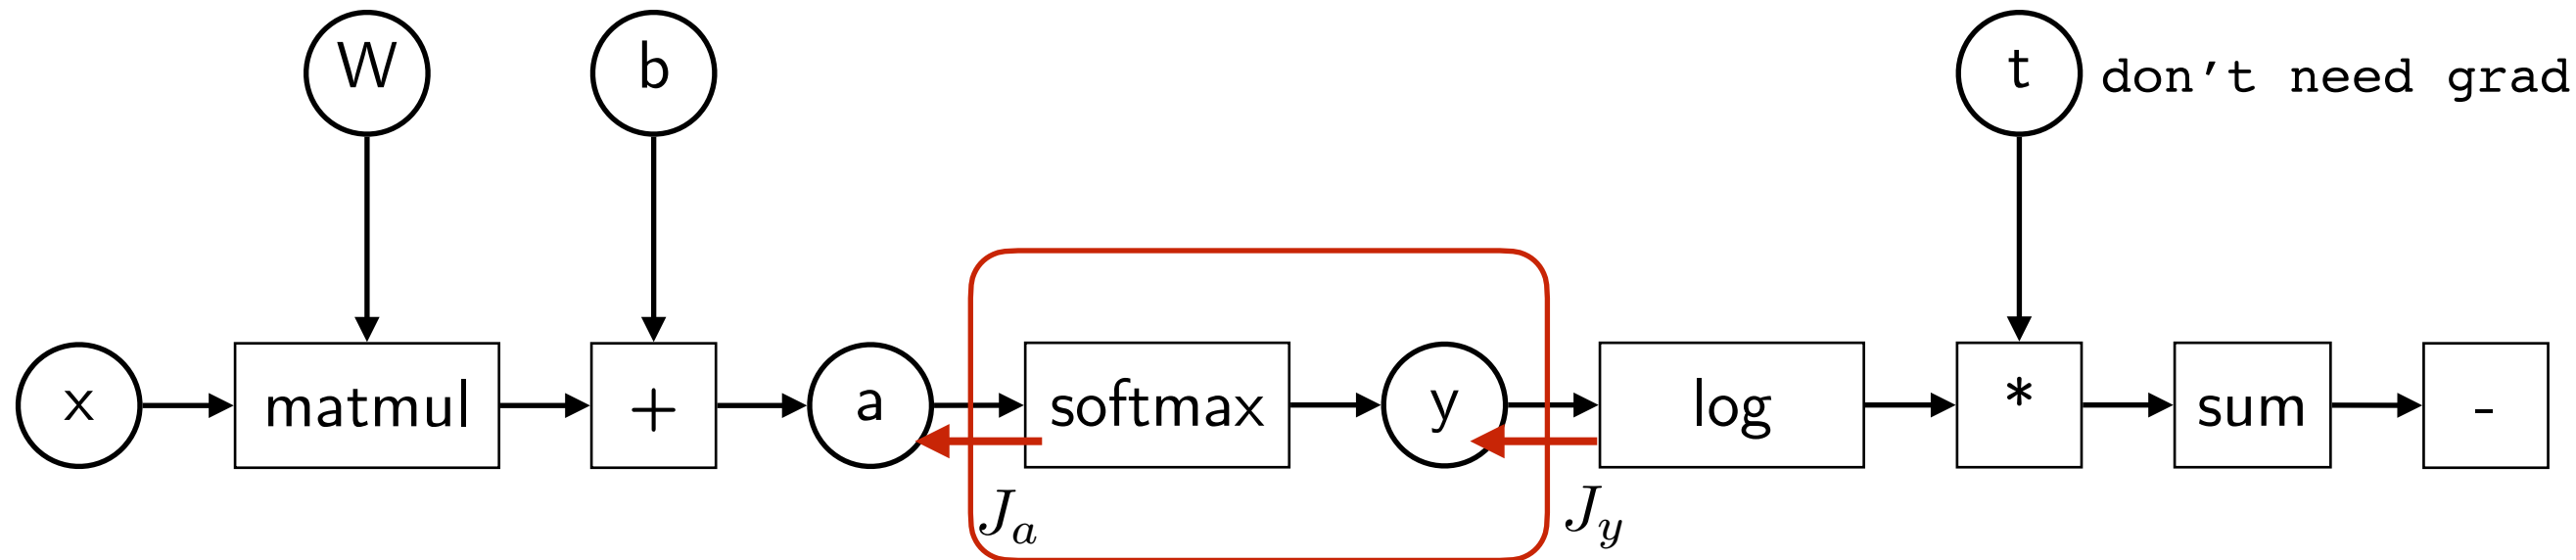 W
b
t don't need grad
x
matmul
+
a
softmax
y
log
*
sum
-
J_a
J_y